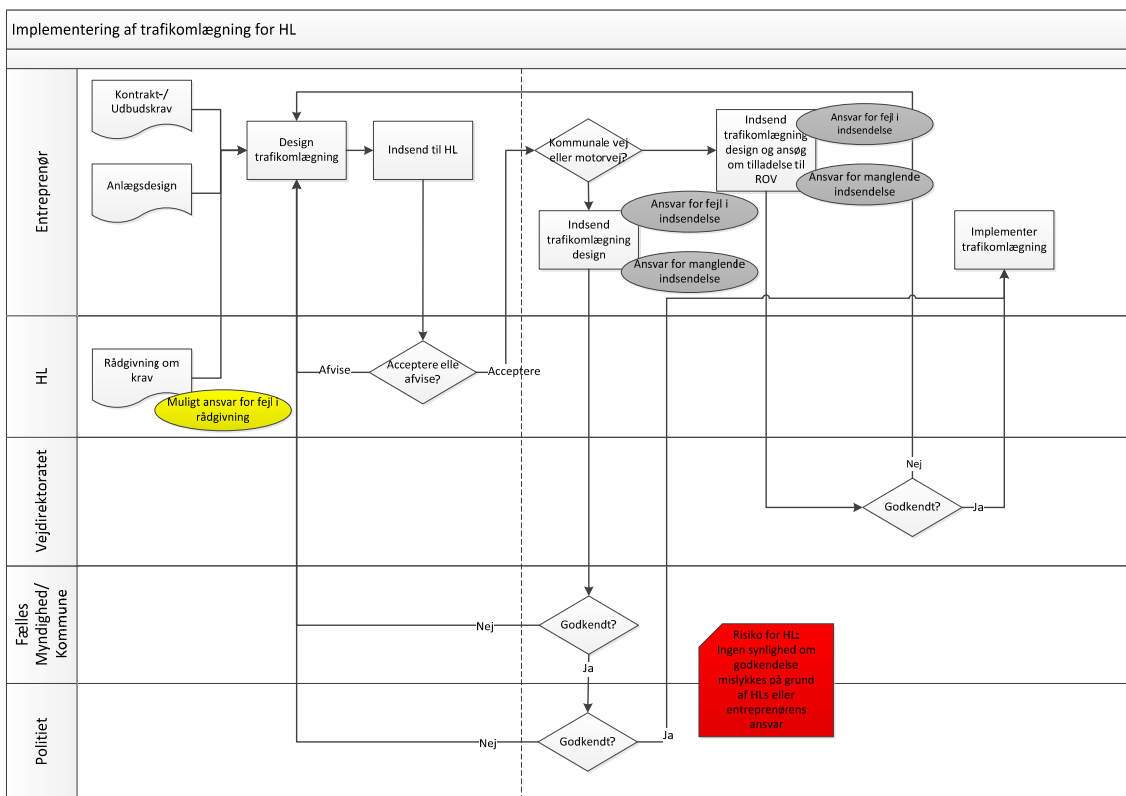 Implementering af trafikomlægning for HL
Entreprenør
Kontrakt-/
Udbudskrav
Anlægsdesign
Design
trafikomlægning
Indsend til HL
Kommunale vej
eller motorvej?
Indsend
trafikomlægning
design og ansøg
om tilladelse til
ROV
Ansvar for fejl i
indsendelse
Ansvar for manglende
indsendelse
Indsend
trafikomlægning
design
Ansvar for fejl i
indsendelse
Ansvar for manglende
indsendelse
Implementer
trafikomlægning
HL
Rådgivning om
krav
Muligt ansvar for fejl i
rådgivning
Afvise
Acceptere elle
afvise?
Acceptere
Vejdirektoratet
Nej
Godkendt?
Ja
Fælles
Myndighed/
Kommune
Nej
Godkendt?
Ja
Risiko for HL:
Ingen synlighed om
godkendelse
mislykkes på grund
af HLs eller
entreprenørens
ansvar
Politiet
Nej
Godkendt?
Ja